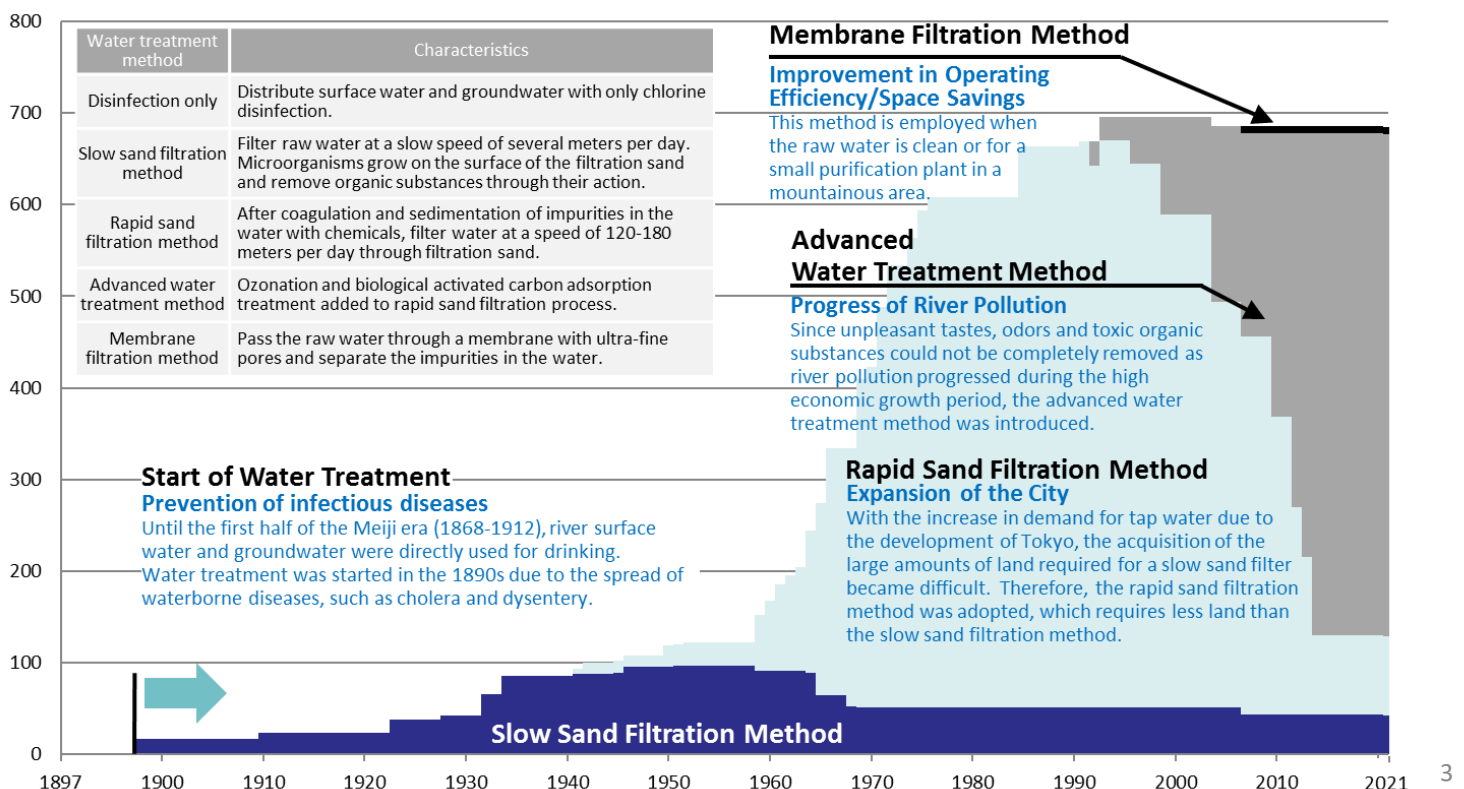 800
700
600
500
400
300
200
100
0
Water treatment
method
Characteristics
Disinfection only
Distribute surface water and groundwater with only chlorine
disinfection.
Slow sand filtration
method
Filter raw water at a slow speed of several meters per day.
Microorganisms grow on the surface of the filtration sand
and remove organic substances through their action.
Rapid sand
filtration method
After coagulation and sedimentation of impurities in the
water with chemicals, filter water at a speed of 120-180
meters per day through filtration sand.
Advanced water
treatment method
Ozonation and biological activated carbon adsorption
treatment added to rapid sand filtration process.
Membrane
filtration method
Pass the raw water through a membrane with ultra-fine
pores and separate the impurities in the water.
Membrane Filtration Method
Improvement in Operating
Efficiency/Space Savings
This method is employed when
the raw water is clean or for a
small purification plant in a
mountainous area.
Advanced
Water Treatment Method
Progress of River Pollution
Since unpleasant tastes, odors and toxic organic
substances could not be completely removed as
river pollution progressed during the high
economic growth period, the advanced water
treatment method was introduced.
Start of Water Treatment
Prevention of infectious diseases
Until the first half of the Meiji era (1868-1912), river surface
water and groundwater were directly used for drinking.
Water treatment was started in the 1890s due to the spread of
waterborne diseases, such as cholera and dysentery.
Rapid Sand Filtration Method
Expansion of the City
With the increase in demand for tap water due to
the development of Tokyo, the acquisition of the
large amounts of land required for a slow sand filter
became difficult. Therefore, the rapid sand filtration
method was adopted, which requires less land than
the slow sand filtration method.
Slow Sand Filtration Method
1897 1900 1910 1920 1930 1940 1950 1960 1970 1980 1990 2000 2010 2021
3